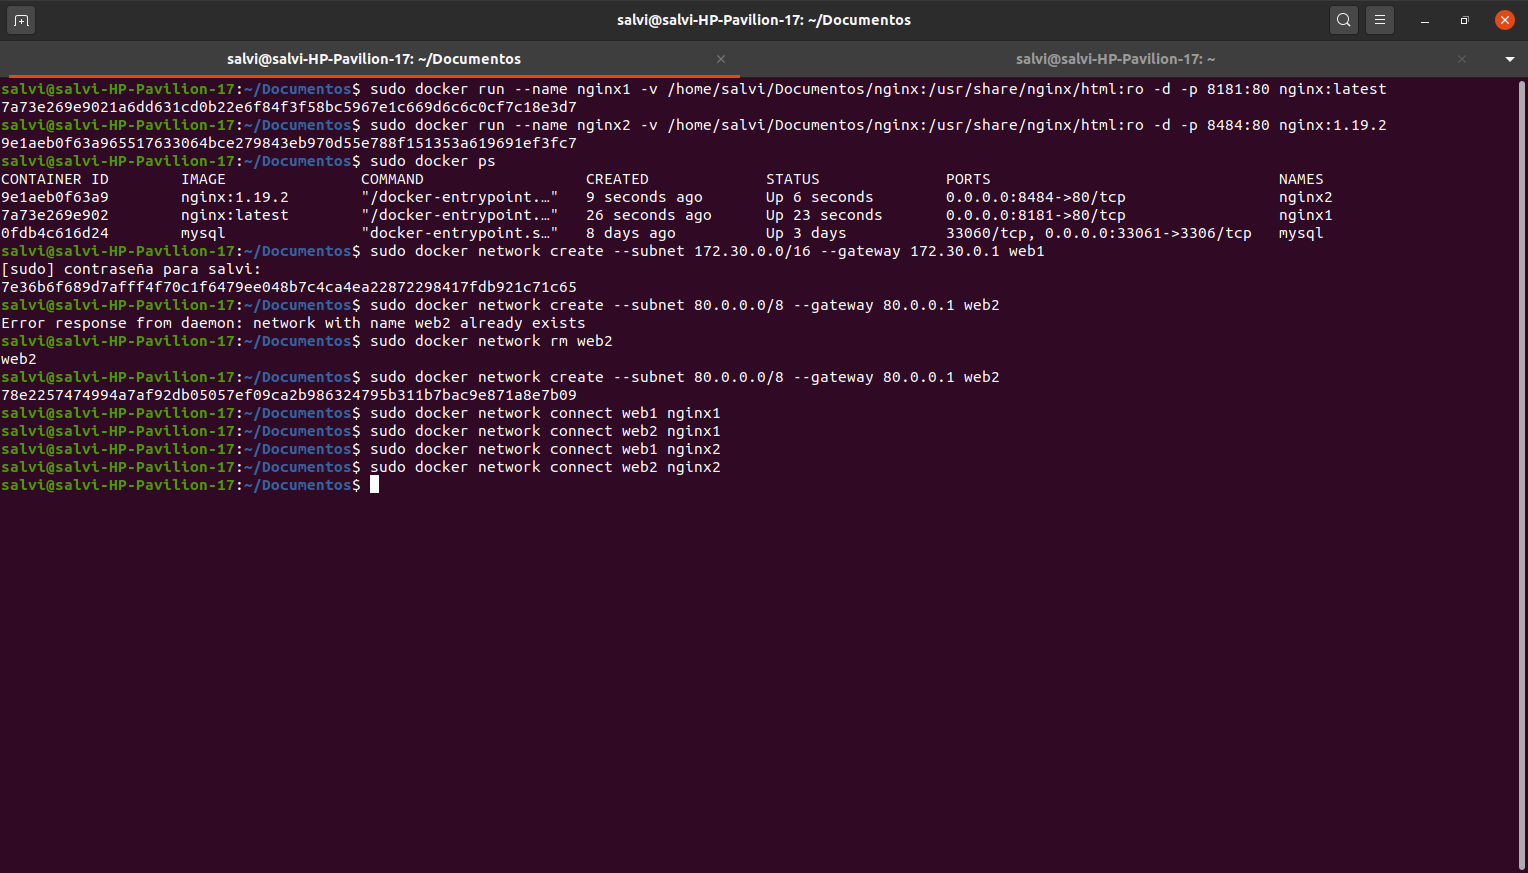 salvi@salvi-HP-Pavilion-17: ~/Documentos
salvi@salvi-HP-Pavilion-17: ~/Documentos
salvi@salvi-HP-Pavilion-17: ~
salvi@salvi-HP-Pavilion-17:~/Documentos$ sudo docker run --name nginx1 -v /home/salvi/Documentos/nginx:/usr/share/nginx/html:ro -d -p 8181:80 nginx:latest
7a73e269e9021a6dd631cd0b22e6f84f3f58bc5967e1c669d6c6c0cf7c18e3d7
salvi@salvi-HP-Pavilion-17:~/Documentos$ sudo docker run --name nginx2 -v /home/salvi/Documentos/nginx:/usr/share/nginx/html:ro -d -p 8484:80 nginx:1.19.2
9e1aeb0f63a965517633064bce279843eb970d55e788f151353a619691ef3fc7
salvi@salvi-HP-Pavilion-17:~/Documentos$ sudo docker ps
CONTAINER ID IMAGE COMMAND CREATED STATUS PORTS NAMES
9e1aeb0f63a9 nginx:1.19.2 "/docker-entrypoint.…" 9 seconds ago Up 6 seconds 0.0.0.0:8484->80/tcp nginx2
7a73e269e902 nginx:latest "/docker-entrypoint.…" 26 seconds ago Up 23 seconds 0.0.0.0:8181->80/tcp nginx1
0fdb4c616d24 mysql "docker-entrypoint.s…" 8 days ago Up 3 days 33060/tcp, 0.0.0.0:33061->3306/tcp mysql
salvi@salvi-HP-Pavilion-17:~/Documentos$ sudo docker network create --subnet 172.30.0.0/16 --gateway 172.30.0.1 web1
[sudo] contraseña para salvi:
7e36b6f689d7afff4f70c1f6479ee048b7c4ca4ea22872298417fdb921c71c65
salvi@salvi-HP-Pavilion-17:~/Documentos$ sudo docker network create --subnet 80.0.0.0/8 --gateway 80.0.0.1 web2
Error response from daemon: network with name web2 already exists
salvi@salvi-HP-Pavilion-17:~/Documentos$ sudo docker network rm web2
web2
salvi@salvi-HP-Pavilion-17:~/Documentos$ sudo docker network create --subnet 80.0.0.0/8 --gateway 80.0.0.1 web2
78e2257474994a7af92db05057ef09ca2b986324795b311b7bac9e871a8e7b09
salvi@salvi-HP-Pavilion-17:~/Documentos$ sudo docker network connect web1 nginx1
salvi@salvi-HP-Pavilion-17:~/Documentos$ sudo docker network connect web2 nginx1
salvi@salvi-HP-Pavilion-17:~/Documentos$ sudo docker network connect web1 nginx2
salvi@salvi-HP-Pavilion-17:~/Documentos$ sudo docker network connect web2 nginx2
salvi@salvi-HP-Pavilion-17:~/Documentos$